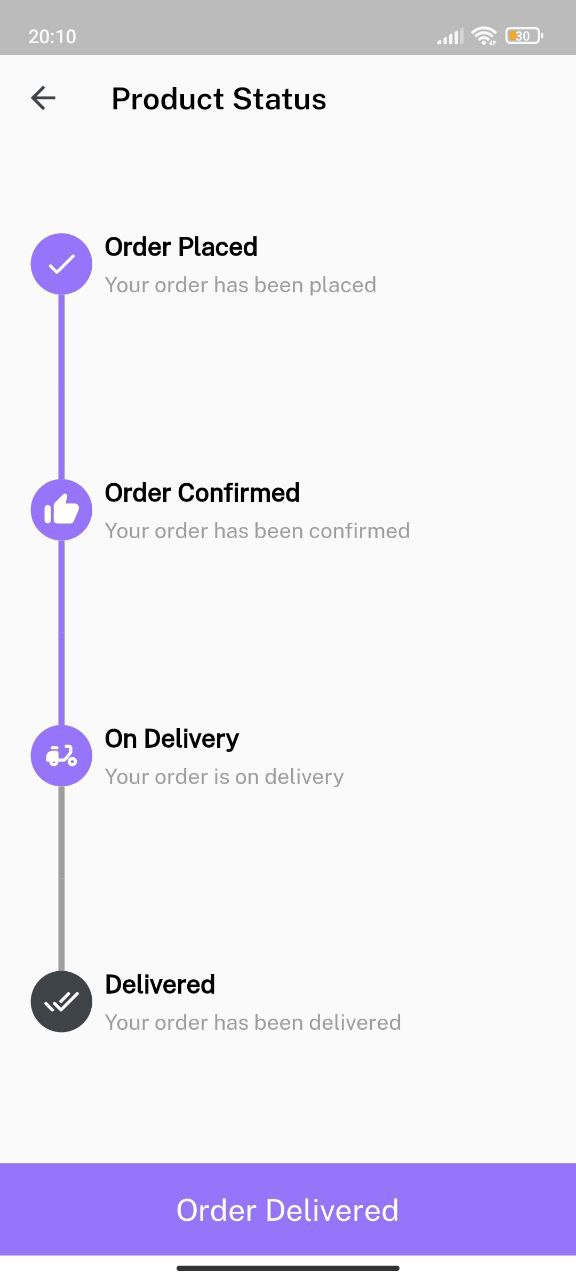 20:10
30
Product Status
Order Placed
Your order has been placed
Order Confirmed
Your order has been confirmed
On Delivery
Your order is on delivery
Delivered
Your order has been delivered
Order Delivered